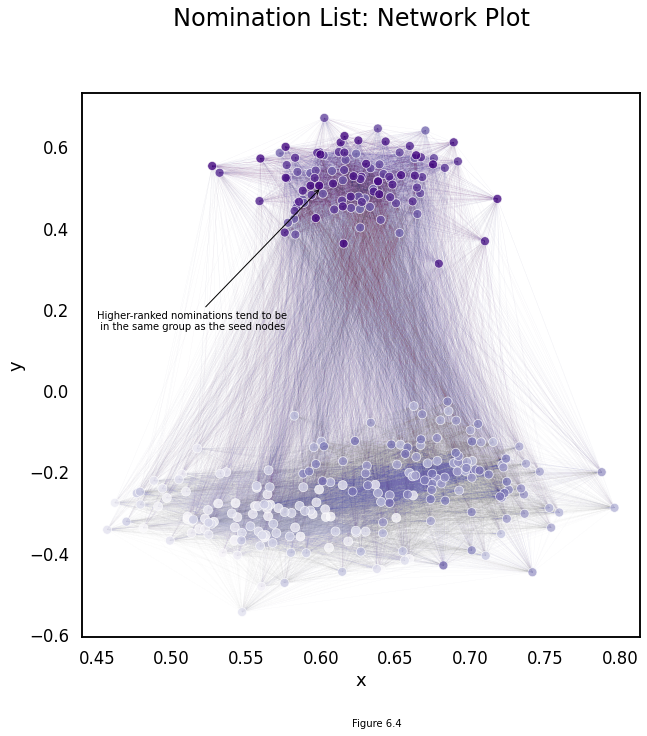 Nomination List: Network Plot
0.6
0.4
0.2
0.0
−0.2
−0.4
−0.6
y
Higher-ranked nominations tend to be
in the same group as the seed nodes
0.45 0.50 0.55 0.60 0.65 0.70 0.75 0.80
x
Figure 6.4